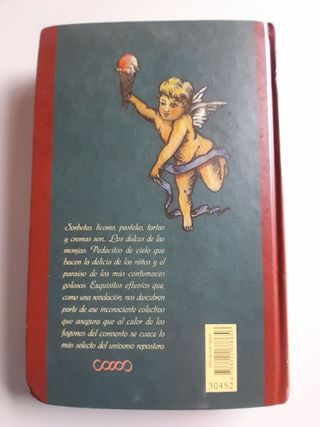 Sorbetes, licores, pasteles, tartas
y cremas son... Los dulces de las
monjas. Pedacitos de cielo que
hacen la delicia de los niños y el
paraíso de los más contumaces
golosos. Exquisitos efluvios que,
como una revelación, nos descubren
parte de ese inconsciente colectivo
que asegura que al calor de los
fogones del convento se cuece lo
más selecto del universo repostero.
30452